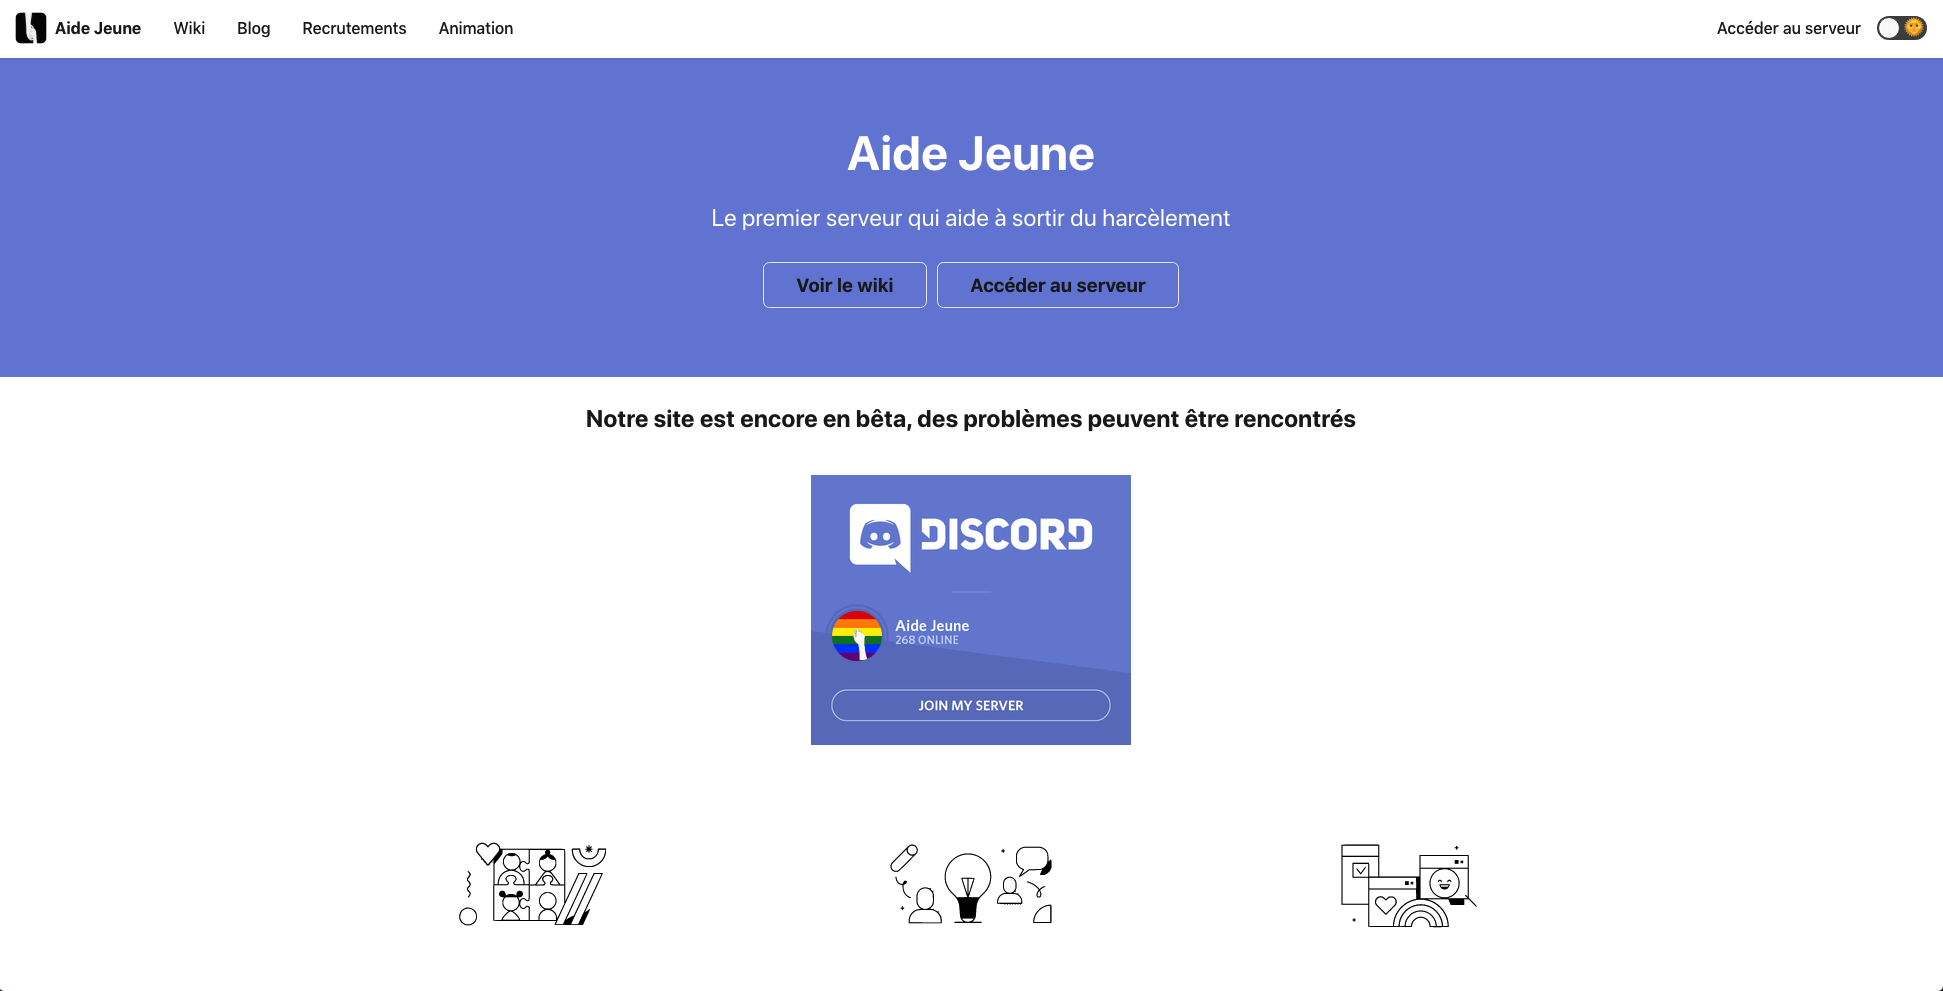 Aide Jeune
Wiki
Blog
Recrutements
Animation
Accéder au serveur
Aide Jeune
Le premier serveur qui aide à sortir du harcèlement
Voir le wiki
Accéder au serveur
Notre site est encore en bêta, des problèmes peuvent être rencontrés
DISCORD
Aide Jeune
268 ONLINE
JOIN MY SERVER